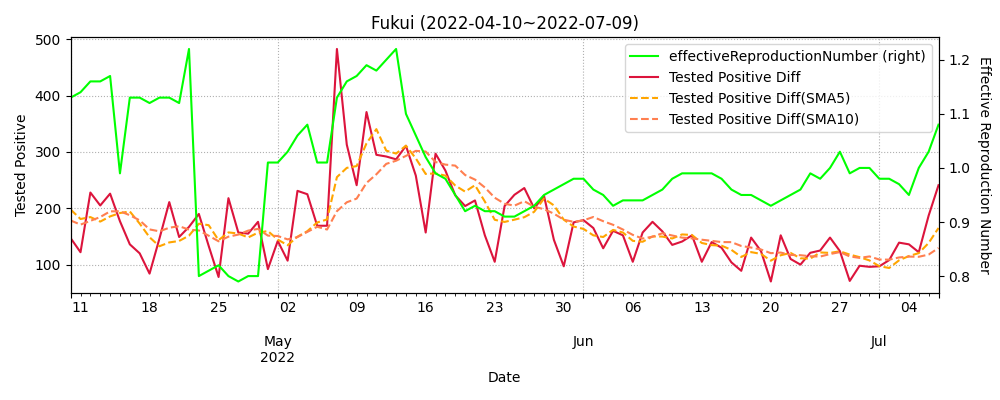 Fukui (2022-04-10~2022-07-09)
effectiveReproductionNumber (right)
Tested Positive Diff
Tested Positive Diff(SMA5)
Tested Positive Diff(SMA10)
Tested Positive
500
400
300
200
100
1.2
1.1
1.0
0.9
0.8
Effective Reproduction Number
11 18 25 02 09 16 23 30 06 13 20 27 04
May Jun Jul
2022
Date